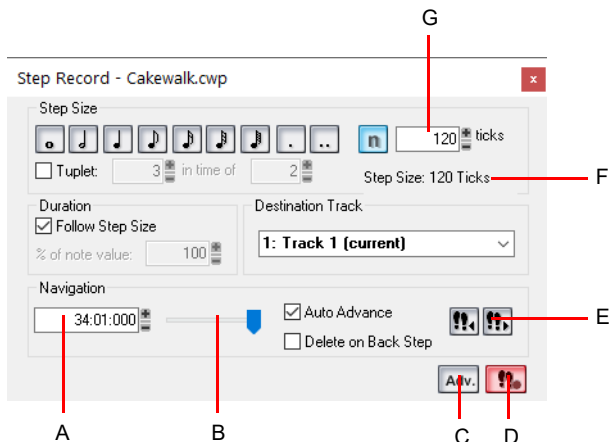 G
Step Record - Cakewalk.cwp
x
Step Size
n
120
ticks
Tuplet:
3
in time of
2
Step Size: 120 Ticks
F
Duration
Follow Step Size
% of note value:
100
Destination Track
1: Track 1 (current)
Navigation
34:01:000
Auto Advance
Delete on Back Step
E
Adv.
A
B
C
D